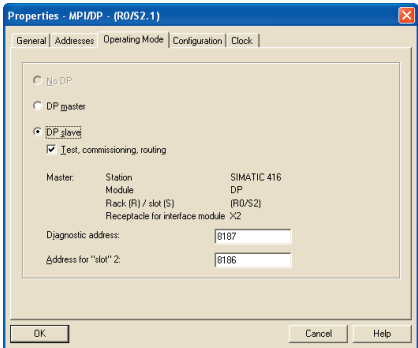 Properties - MPI/DP - (R0/S2.1)
General Addresses Operating Mode Configuration Clock
No DP
DP master
DP slave
Test, commissioning, routing
Master: Station SIMATIC 416
Module DP
Rack (R) / slot (S) (R0/S2)
Receptacle for interface module X2
Diagnostic address: 8187
Address for "slot" 2: 8186
OK Cancel Help